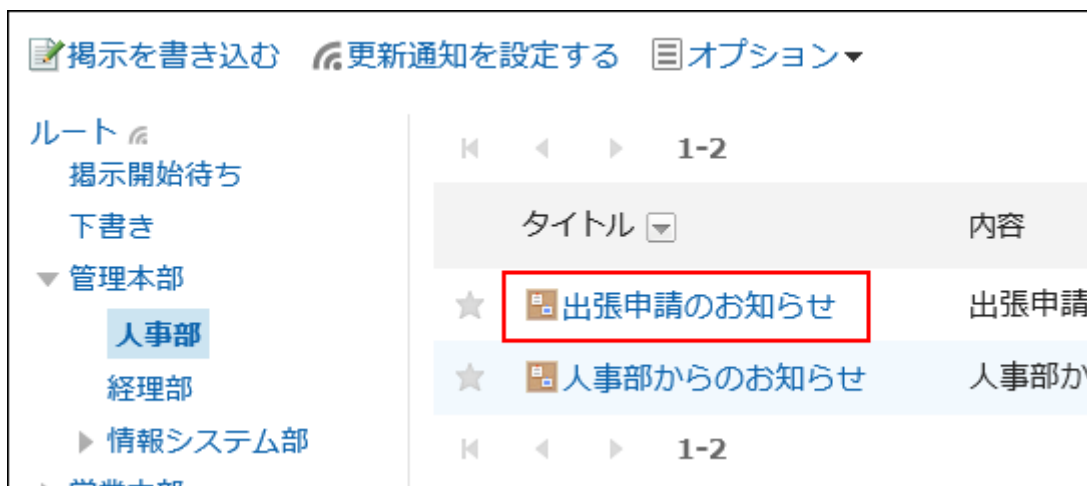 掲示を書き込む 更新通知を設定する オプション
ルート
掲示開始待ち
下書き
管理本部
人事部
経理部
情報システム部
1-2
タイトル 内容
出張申請のお知らせ 出張申請
人事部からのお知らせ 人事部か
1-2